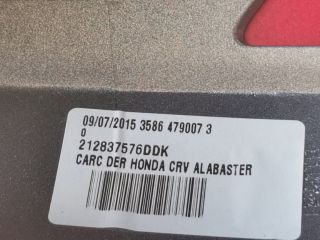 09/07/2015 3586 479007 3
0
212837576DDK
CARC DER HONDA CRV ALABASTER